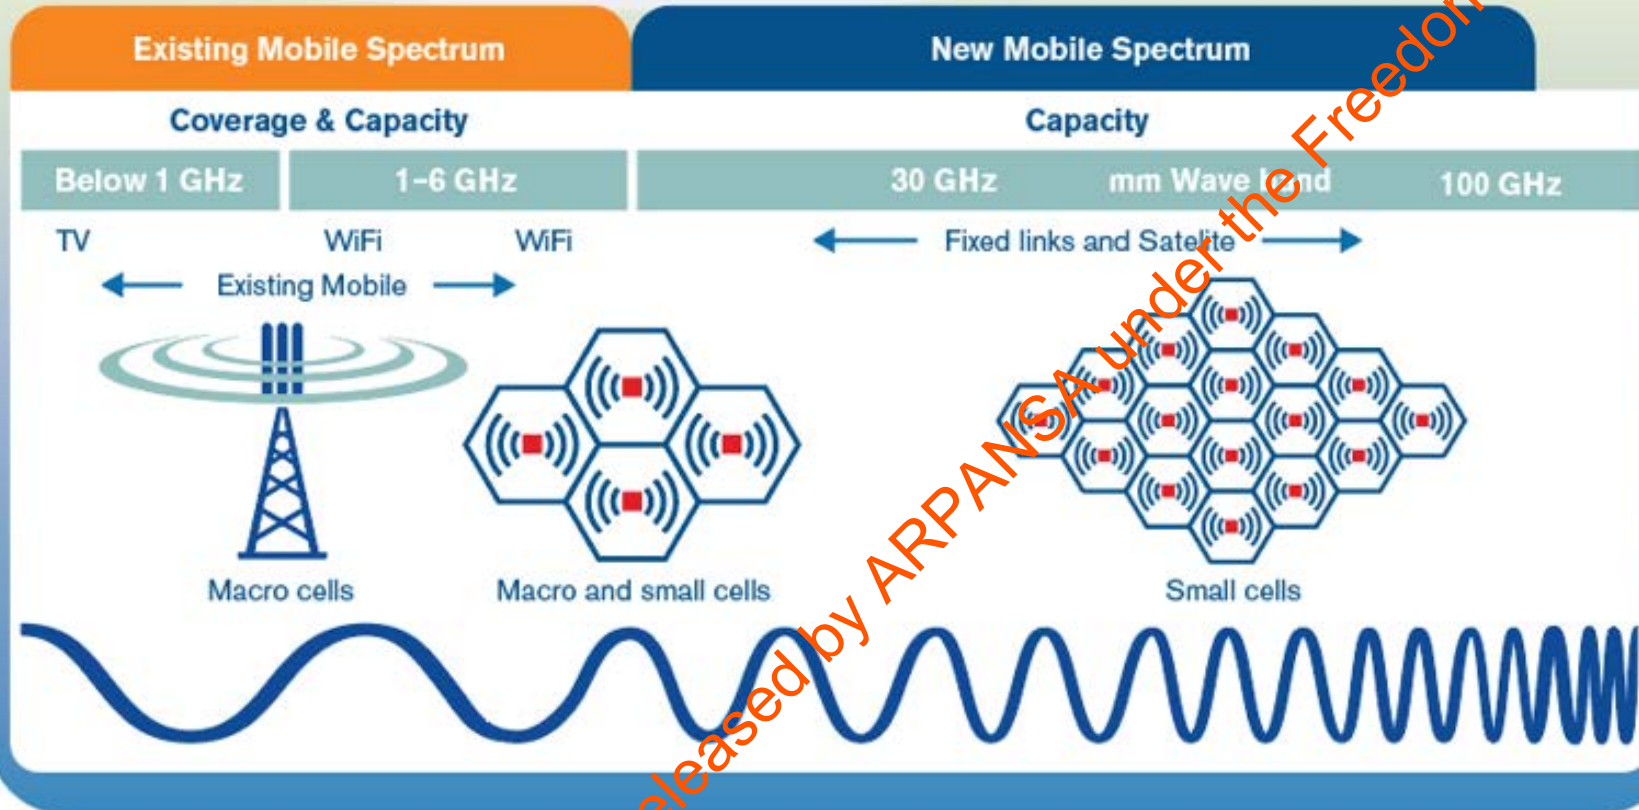 Existing Mobile Spectrum
New Mobile Spectrum
Coverage & Capacity
Capacity
Below 1 GHz
1-6 GHz
30 GHz
mm Wave band
100 GHz
TV
WiFi
WiFi
Fixed links and Satelite
Existing Mobile
Macro cells
Macro and small cells
Small cells
eleased by ARPANSA under the Freedom